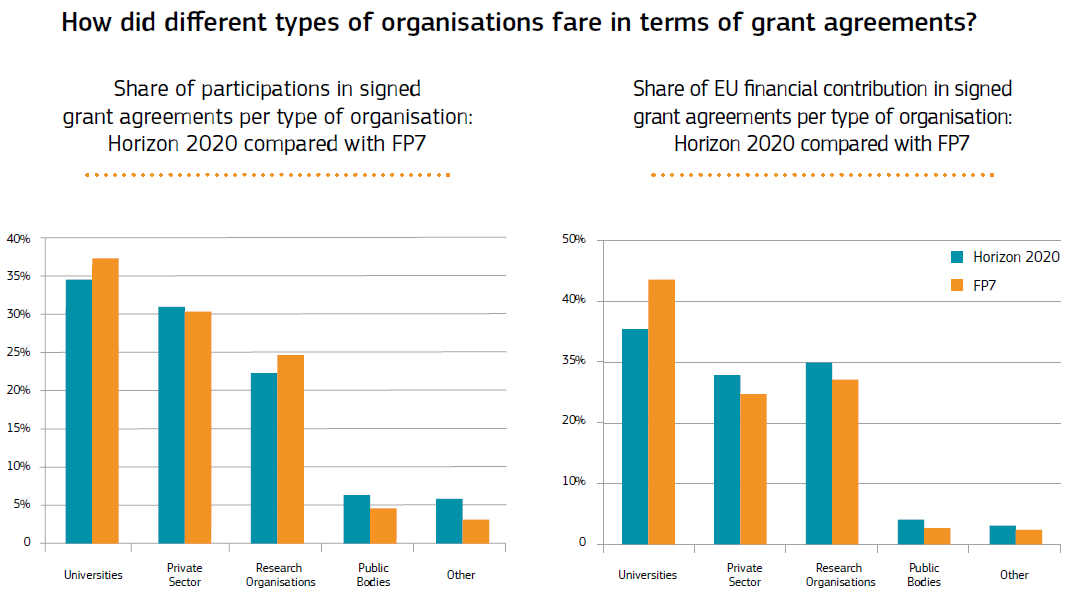 How did different types of organisations fare in terms of grant agreements?
Share of participations in signed
grant agreements per type of organisation:
Horizon 2020 compared with FP7
40%
35%
30%
25%
20%
15%
10%
5%
0
Universities
Private
Sector
Research
Organisations
Public
Bodies
Other
Share of EU financial contribution in signed
grant agreements per type of organisation:
Horizon 2020 compared with FP7
50%
40%
35%
20%
10%
0
Horizon 2020
FP7
Universities
Private
Sector
Research
Organisations
Public
Bodies
Other